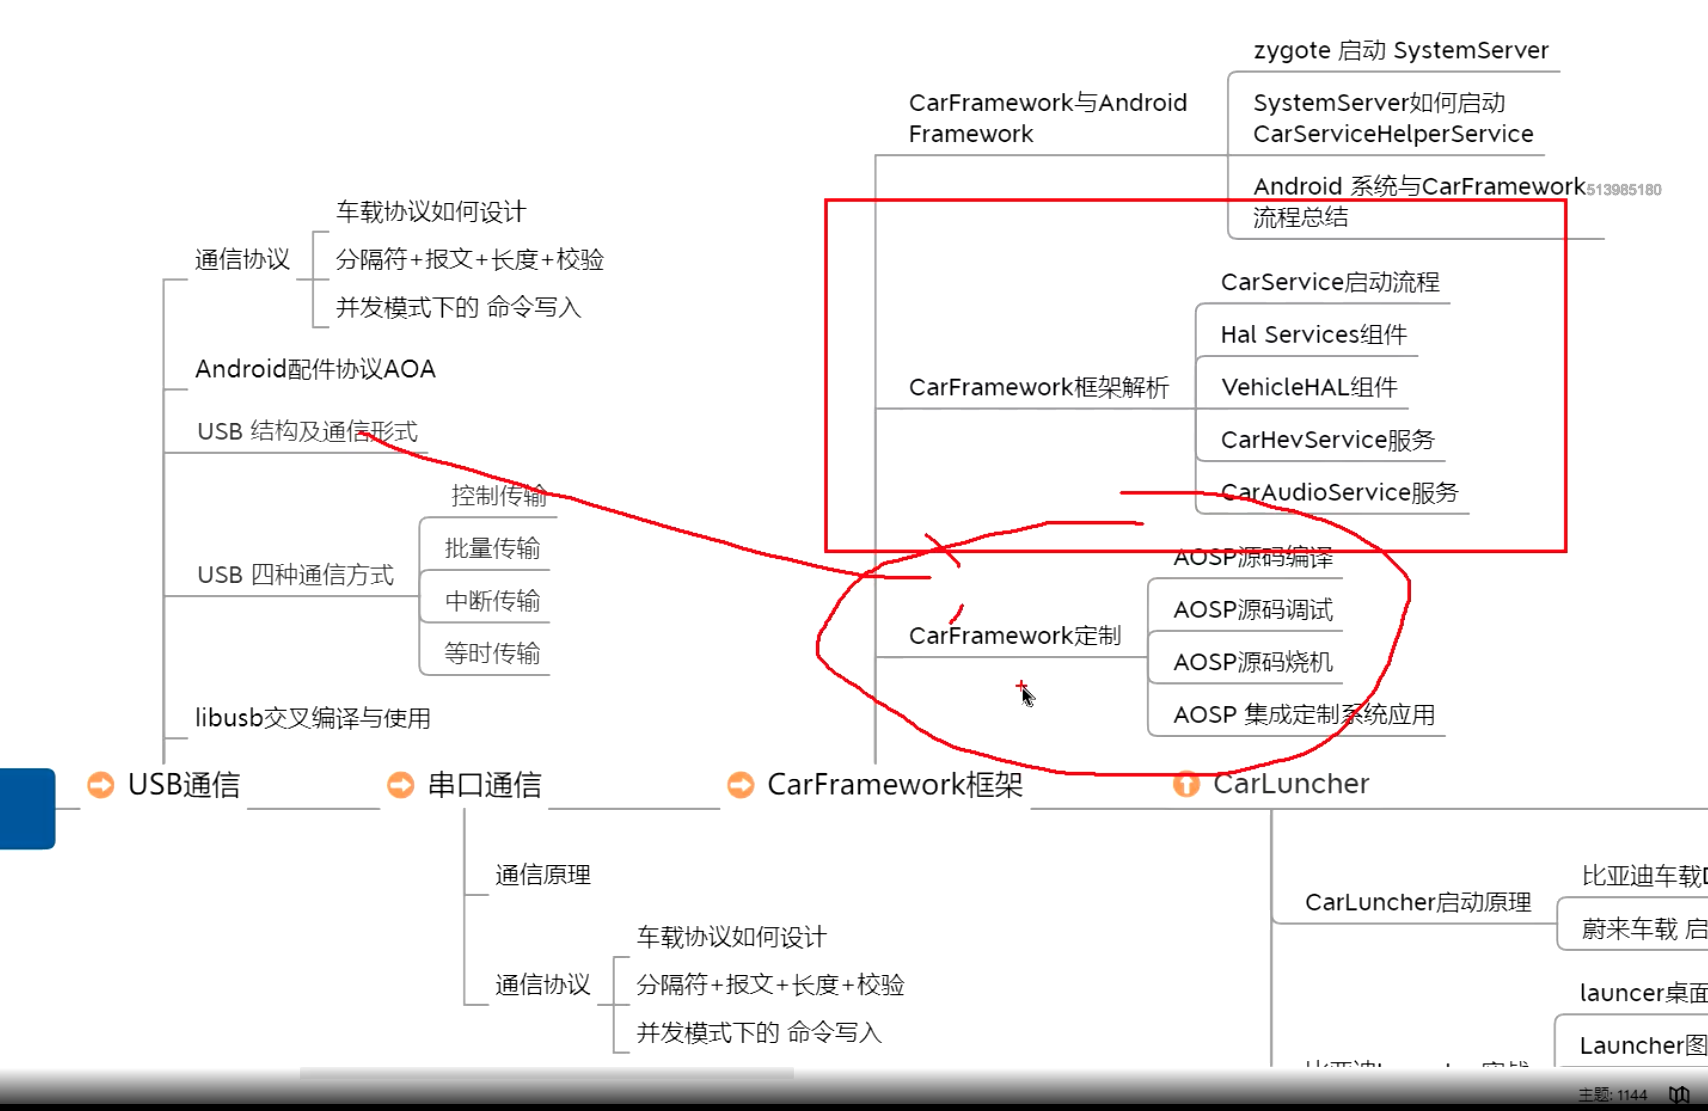 zygote 启动 SystemServer
CarFramework与Android
Framework
SystemServer如何启动
CarServiceHelperService
Android 系统与CarFramework
流程总结
513985180
车载协议如何设计
通信协议
分隔符+报文+长度+校验
并发模式下的 命令写入
CarService启动流程
Hal Services组件
Android配件协议AOA
CarFramework框架解析
VehicleHAL组件
USB 结构及通信形式
CarHevService服务
控制传输
CarAudioService服务
批量传输
AOSP源码编译
USB 四种通信方式
中断传输
AOSP源码调试
CarFramework定制
等时传输
AOSP源码烧机
libusb交叉编译与使用
AOSP 集成定制系统应用
USB通信
串口通信
CarFramework框架
CarLuncher
通信原理
比亚迪车载
CarLuncher启动原理
蔚来车载 启
车载协议如何设计
通信协议
分隔符+报文+长度+校验
并发模式下的 命令写入
launcer桌面
Launcher图
主题: 1144